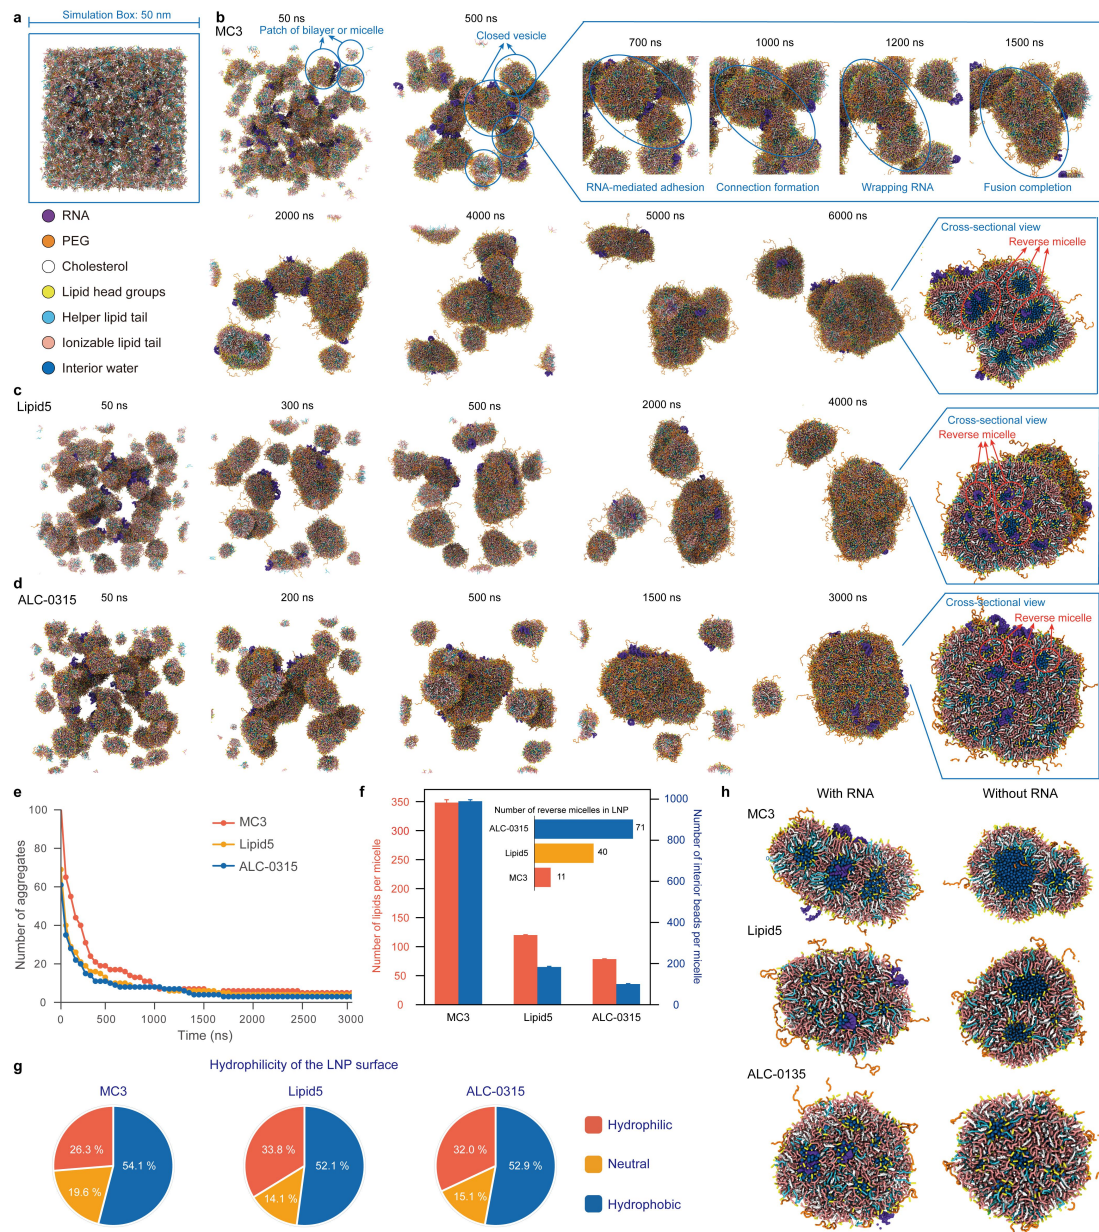 a
Simulation Box: 50 nm
RNA
PEG
Cholesterol
Lipid head groups
Helper lipid tail
Ionizable lipid tail
Interior water
b
MC3
50 ns
Patch of bilayer or micelle
500 ns
Closed vesicle
700 ns
1000 ns
1200 ns
1500 ns
RNA-mediated adhesion
Connection formation
Wrapping RNA
Fusion completion
2000 ns
4000 ns
5000 ns
6000 ns
Cross-sectional view
Reverse micelle
c
Lipid5
50 ns
300 ns
500 ns
2000 ns
4000 ns
Cross-sectional view
Reverse micelle
d
ALC-0315
50 ns
200 ns
500 ns
1500 ns
3000 ns
Cross-sectional view
Reverse micelle
e
Number of aggregates
100
80
60
40
20
0
0
500
1000
1500
2000
2500
3000
Time (ns)
MC3
Lipid5
ALC-0315
f
Number of lipids per micelle
350
300
250
200
150
100
50
0
Number of interior beads per micelle
1000
800
600
400
200
0
MC3
Lipid5
ALC-0315
Number of reverse micelles in LNP
ALC-0315
71
Lipid5
40
MC3
11
g
Hydrophilicity of the LNP surface
MC3
26.3 %
54.1 %
19.6 %
Lipid5
33.8 %
52.1 %
14.1 %
ALC-0315
32.0 %
52.9 %
15.1 %
Hydrophilic
Neutral
Hydrophobic
h
With RNA
Without RNA
MC3
Lipid5
ALC-0135